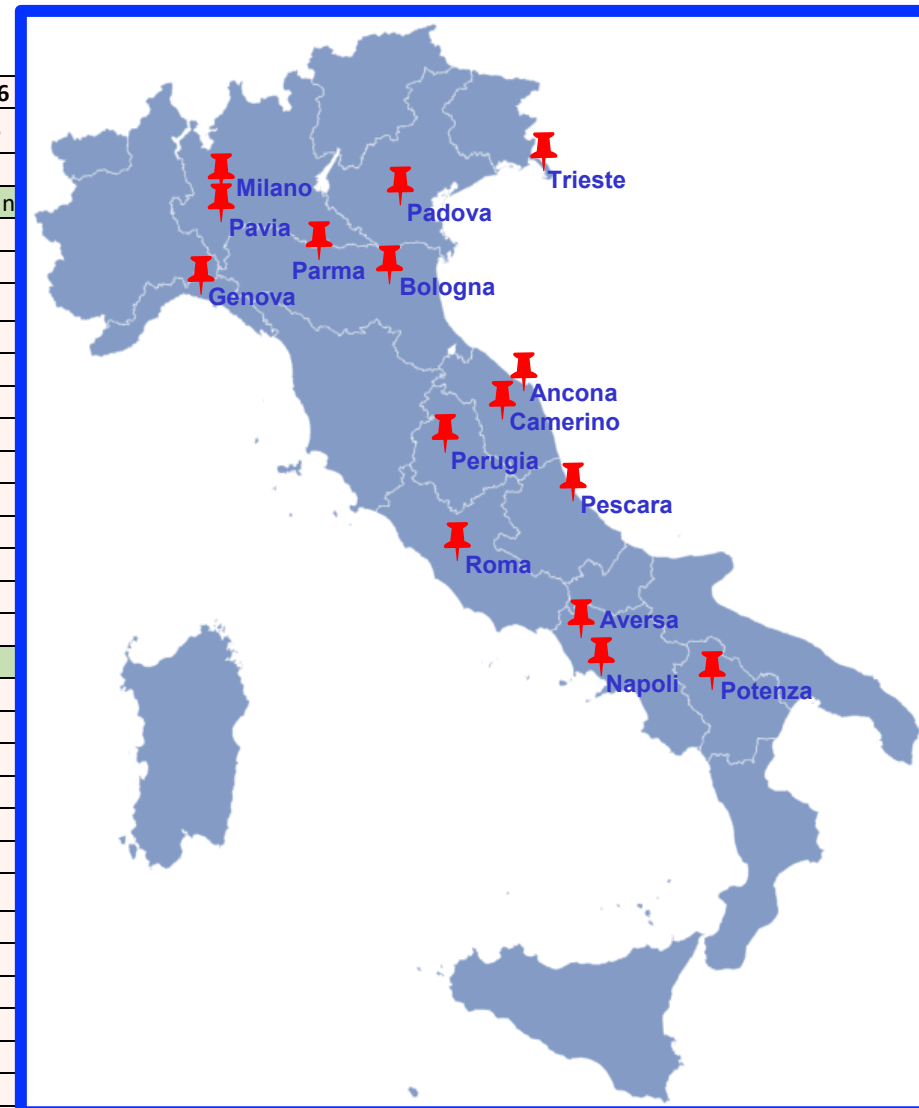 6
n
Trieste
Milano
Padova
Pavia
Parma
Bologna
Genova
Ancona
Camerino
Perugia
Pescara
Roma
Aversa
Napoli
Potenza